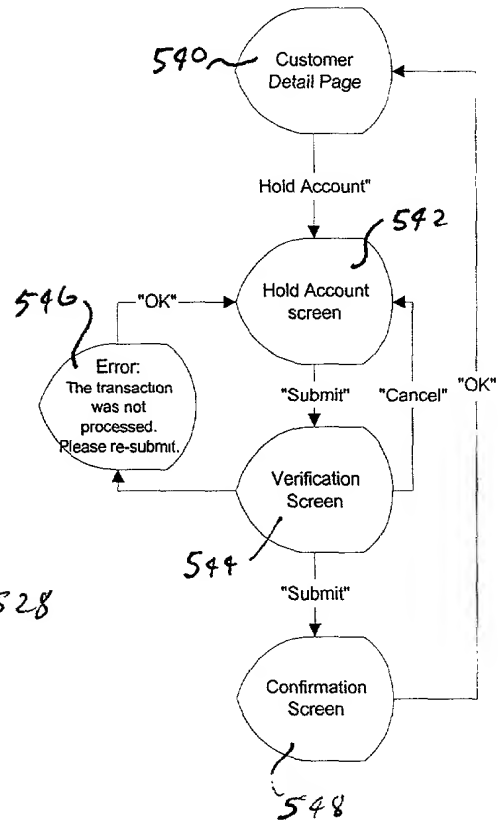 540
Customer
Detail Page
Hold Account"
542
Hold Account
screen
546
"OK"
Error:
The transaction
was not
processed.
Please re-submit.
"Submit"
"Cancel"
"OK"
Verification
Screen
544
528
"Submit"
Confirmation
Screen
548